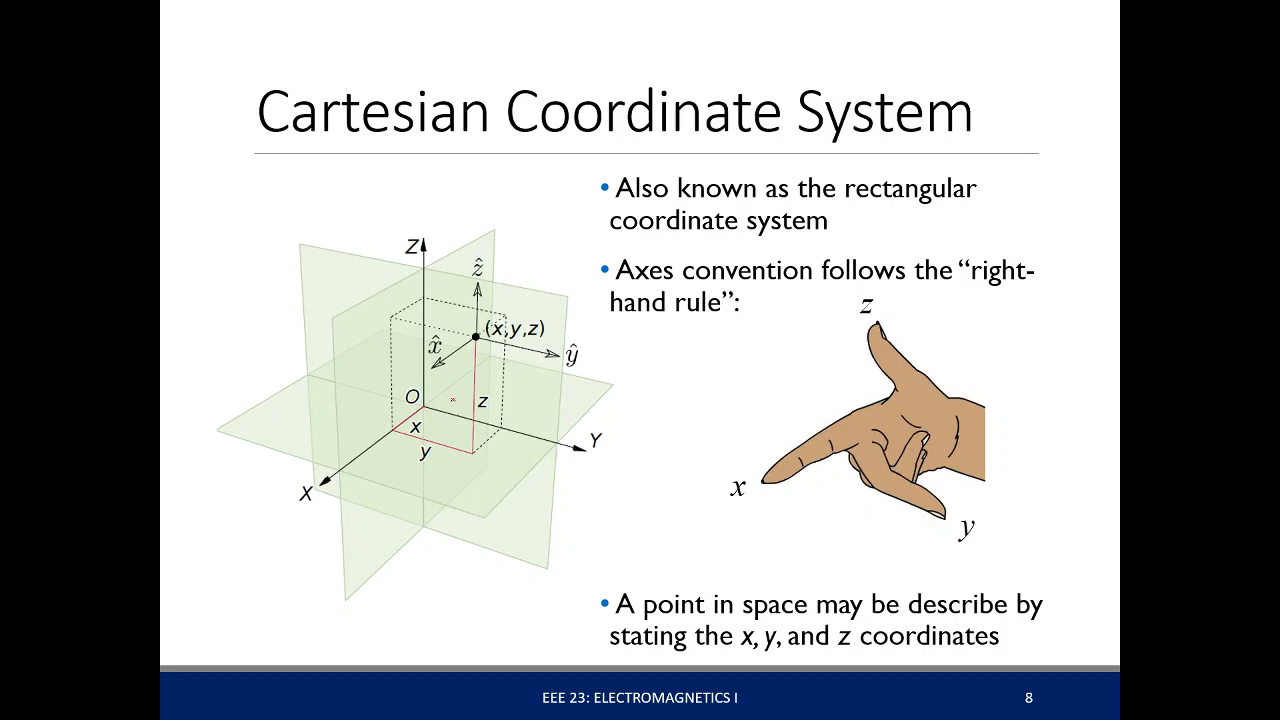 Cartesian Coordinate System
• Also known as the rectangular
coordinate system
• Axes convention follows the “right-
hand rule”:
Z
ẑ
(x,y,z)
x̂
ŷ
O
z
x
y
Y
X
z
x
y
• A point in space may be describe by
stating the x, y, and z coordinates
EEE 23: ELECTROMAGNETICS I
8